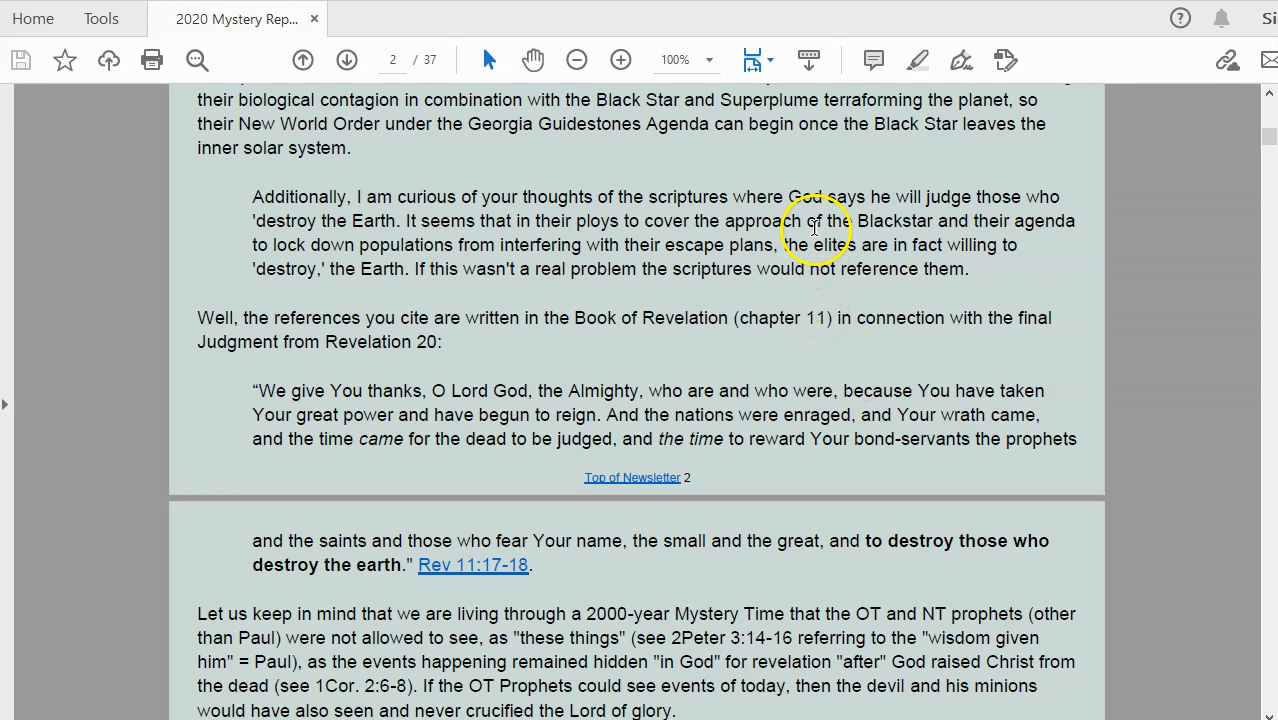 Home Tools 2020 Mystery Rep... × Si
2 / 37 100%
their biological contagion in combination with the Black Star and Superplume terraforming the planet, so
their New World Order under the Georgia Guidestones Agenda can begin once the Black Star leaves the
inner solar system.
Additionally, I am curious of your thoughts of the scriptures where God says he will judge those who
'destroy the Earth. It seems that in their ploys to cover the approach of the Blackstar and their agenda
to lock down populations from interfering with their escape plans, the elites are in fact willing to
'destroy,' the Earth. If this wasn't a real problem the scriptures would not reference them.
Well, the references you cite are written in the Book of Revelation (chapter 11) in connection with the final
Judgment from Revelation 20:
“We give You thanks, O Lord God, the Almighty, who are and who were, because You have taken
Your great power and have begun to reign. And the nations were enraged, and Your wrath came,
and the time came for the dead to be judged, and the time to reward Your bond-servants the prophets
Top of Newsletter 2
and the saints and those who fear Your name, the small and the great, and to destroy those who
destroy the earth." Rev 11:17-18.
Let us keep in mind that we are living through a 2000-year Mystery Time that the OT and NT prophets (other
than Paul) were not allowed to see, as "these things" (see 2Peter 3:14-16 referring to the "wisdom given
him" = Paul), as the events happening remained hidden "in God" for revelation "after" God raised Christ from
the dead (see 1Cor. 2:6-8). If the OT Prophets could see events of today, then the devil and his minions
would have also seen and never crucified the Lord of glory.